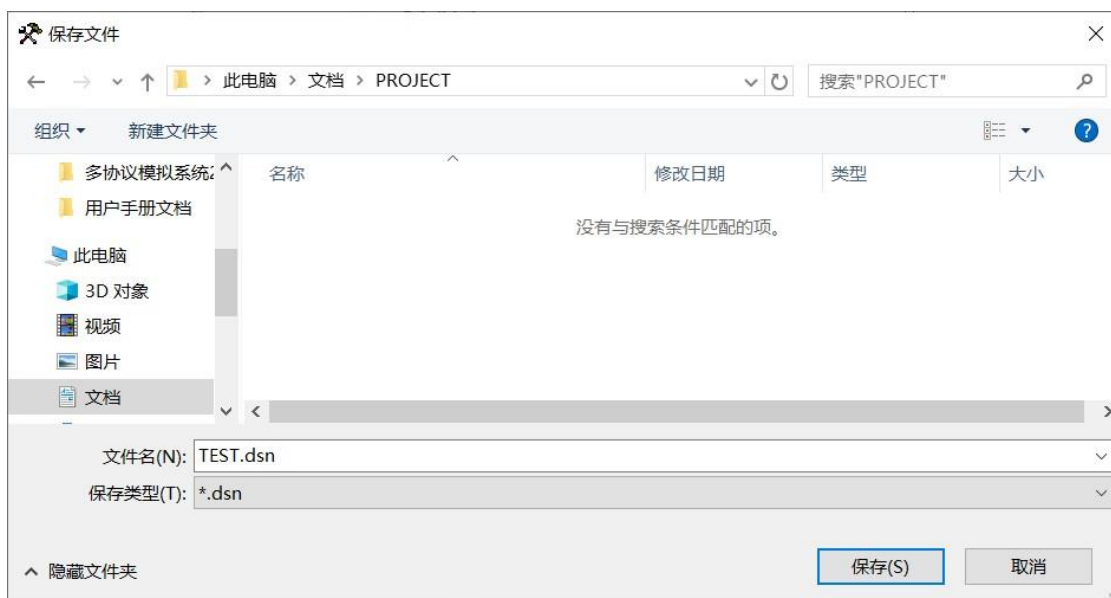 保存文件
此电脑 > 文档 > PROJECT
搜索"PROJECT"
组织
新建文件夹
名称
修改日期
类型
大小
多协议模拟系统2
用户手册文档
没有与搜索条件匹配的项。
此电脑
3D 对象
视频
图片
文档
文件名(N): TEST.dsn
保存类型(T): *.dsn
隐藏文件夹
保存(S)
取消